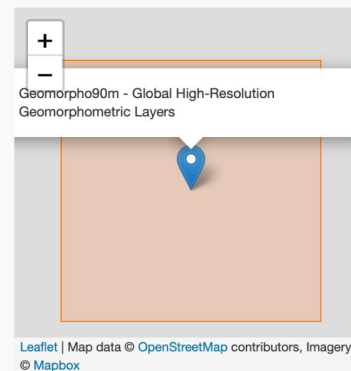 +
−
Geomorpho90m - Global High-Resolution
Geomorphometric Layers
Leaflet | Map data © OpenStreetMap contributors, Imagery
© Mapbox